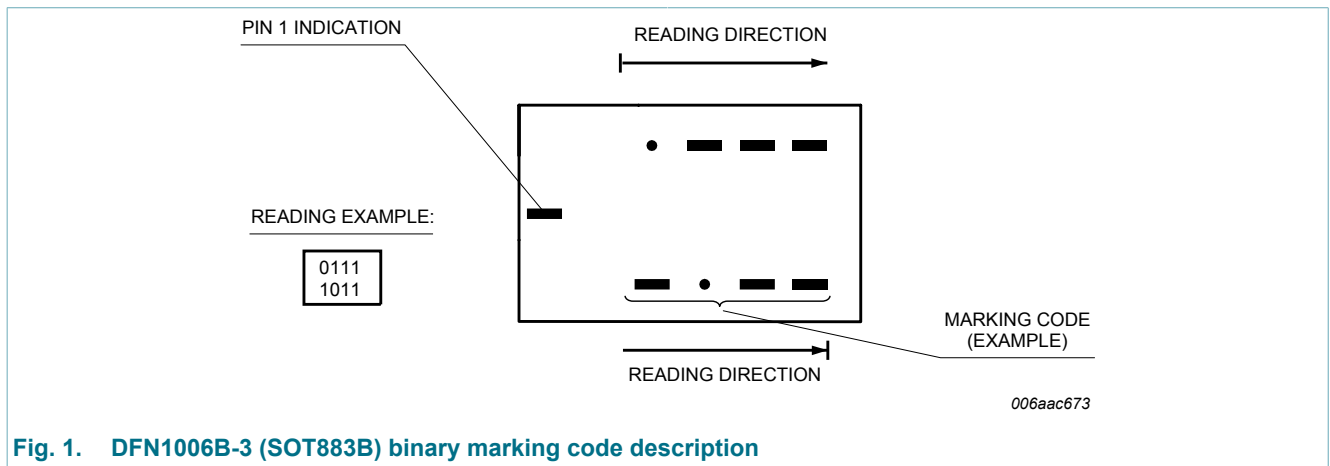 PIN 1 INDICATION
READING DIRECTION
READING EXAMPLE:
0111
1011
MARKING CODE
(EXAMPLE)
READING DIRECTION
006aac673
Fig. 1. DFN1006B-3 (SOT883B) binary marking code description